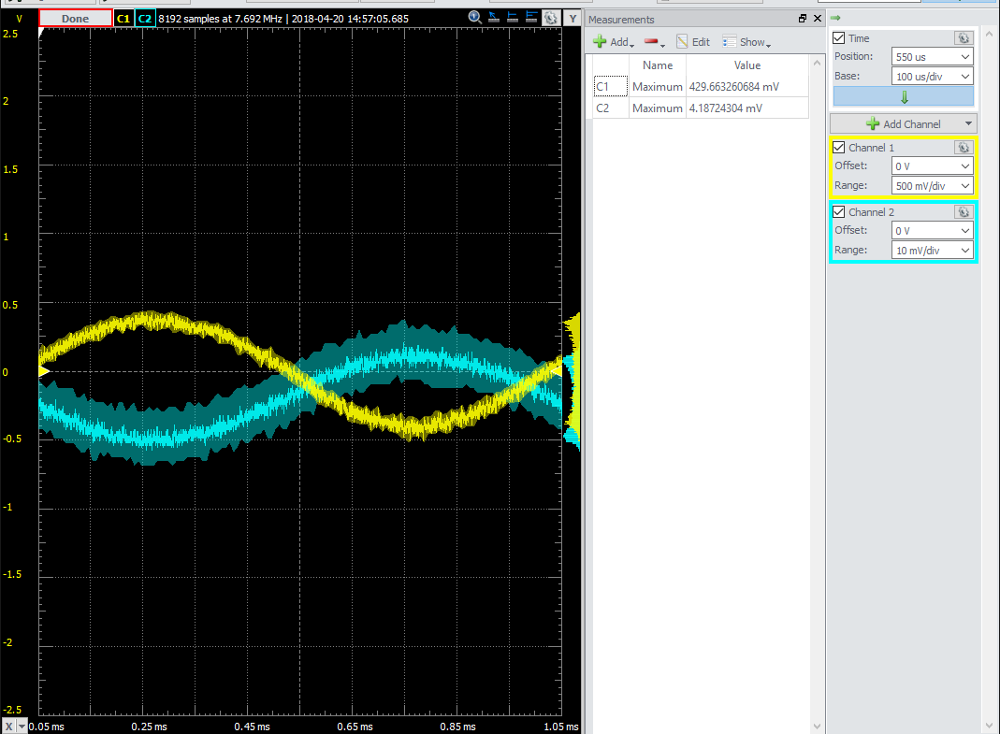 V Done C1 C2 8192 samples at 7.692 MHz | 2018-04-20 14:57:05.685 Y
2.5
2
1.5
1
0.5
0
-0.5
-1
-1.5
-2
-2.5
X 0.05 ms 0.25 ms 0.45 ms 0.65 ms 0.85 ms 1.05 ms
Measurements
Add Edit Show
Name Value
C1 Maximum 429.663260684 mV
C2 Maximum 4.18724304 mV
Time
Position: 550 us
Base: 100 us/div
Add Channel
Channel 1
Offset: 0 V
Range: 500 mV/div
Channel 2
Offset: 0 V
Range: 10 mV/div